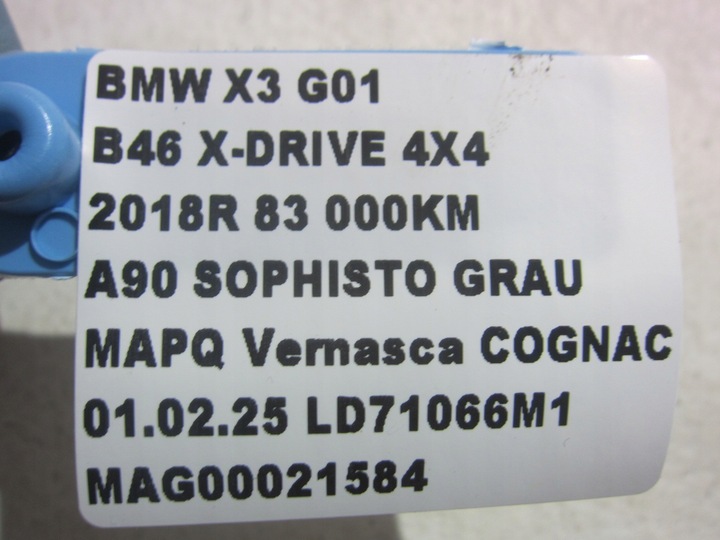 BMW X3 G01
B46 X-DRIVE 4X4
2018R 83 000KM
A90 SOPHISTO GRAU
MAPQ Vernasca COGNAC
01.02.25 LD71066M1
MAG00021584